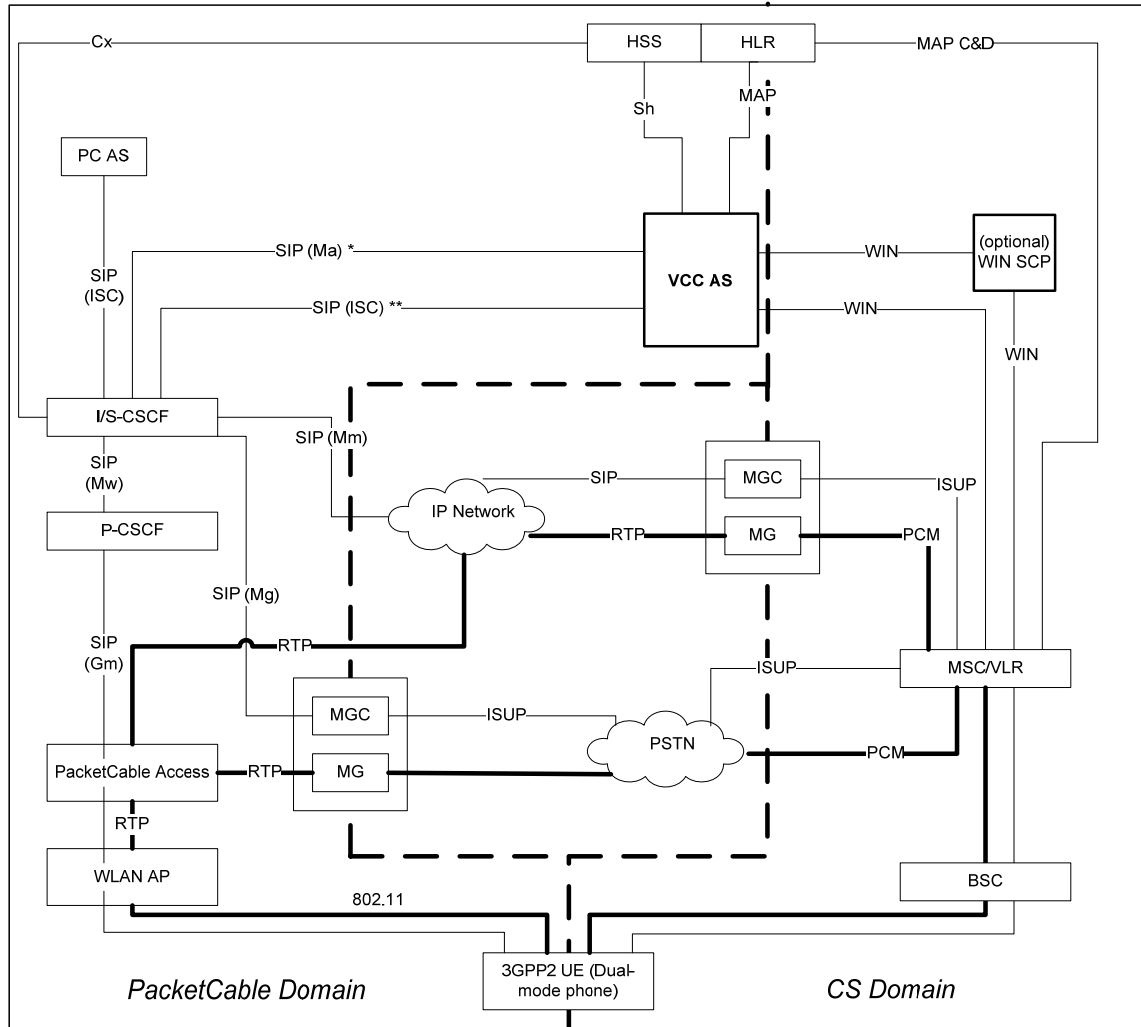 Cx
HSS
HLR
MAP C&D
Sh
MAP
PC AS
SIP
(ISC)
SIP (Ma) *
VCC AS
WIN
(optional)
WIN SCP
SIP (ISC) **
WIN
WIN
I/S-CSCF
SIP (Mm)
SIP
(Mw)
SIP
MGC
ISUP
IP Network
P-CSCF
RTP
MG
PCM
SIP (Mg)
SIP
(Gm)
RTP
ISUP
MSC/VLR
MGC
ISUP
PSTN
PCM
PacketCable Access
RTP
MG
RTP
WLAN AP
BSC
802.11
3GPP2 UE (Dual-
mode phone)
PacketCable Domain
CS Domain